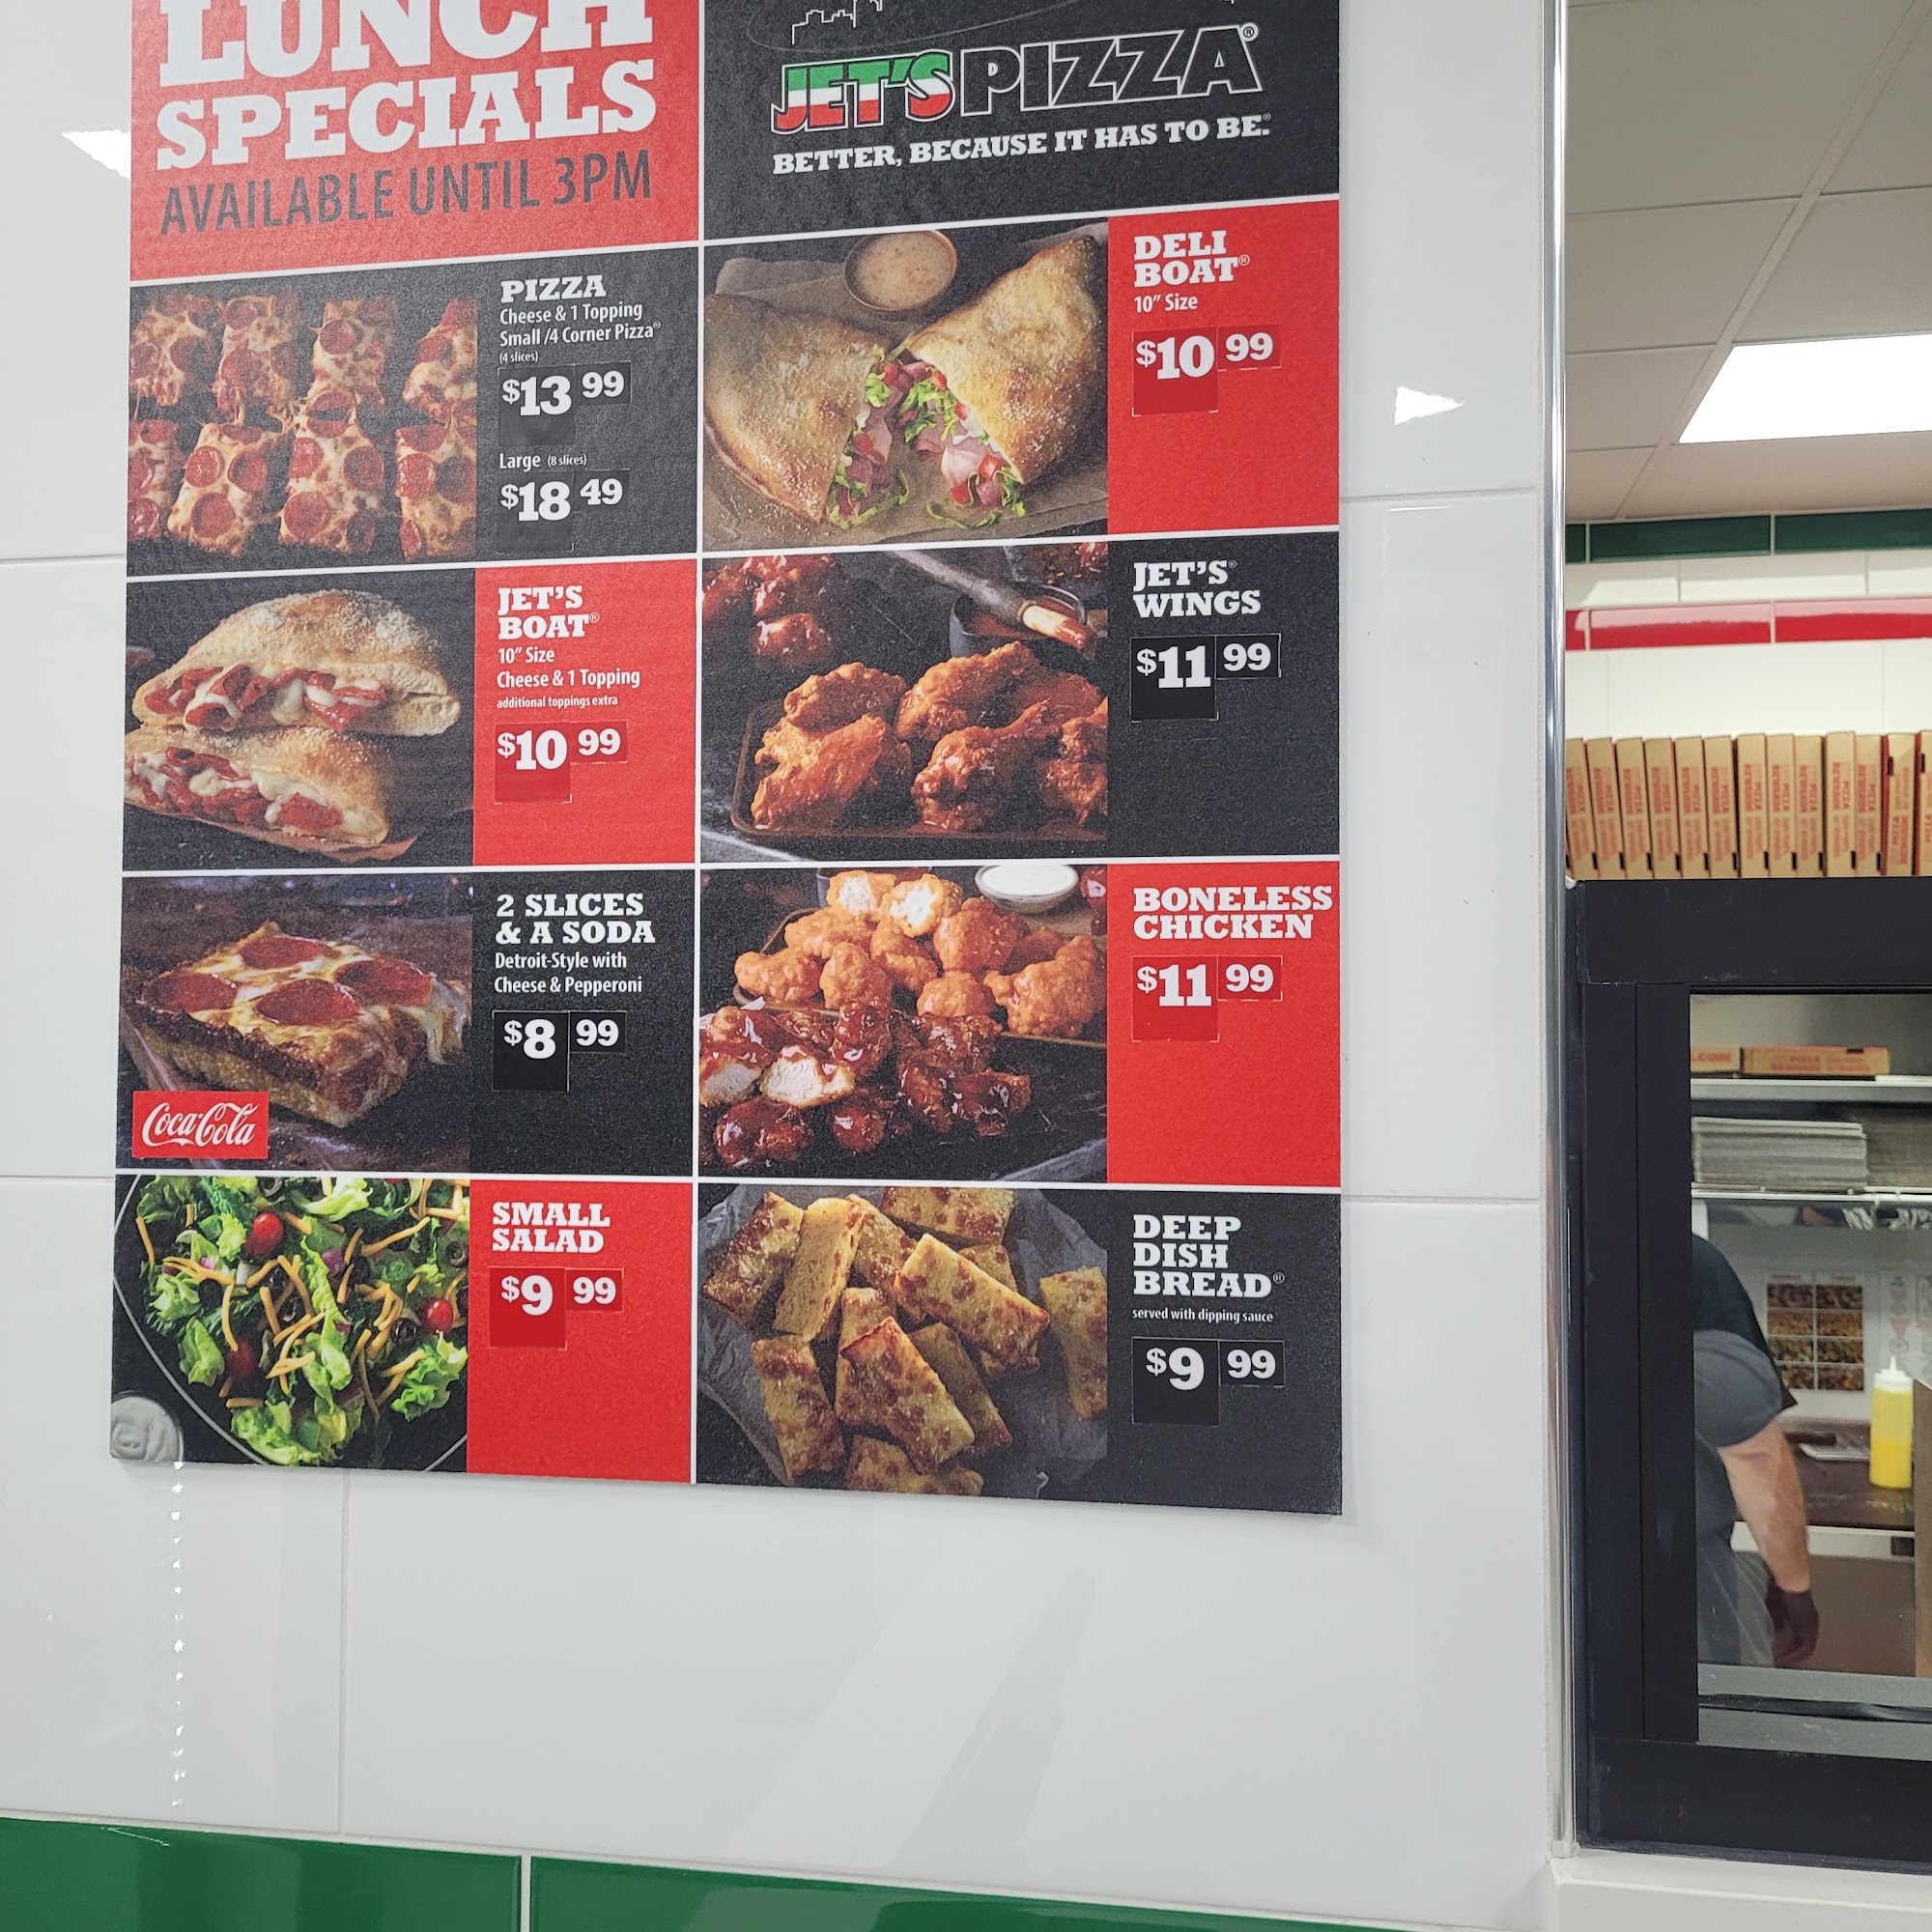 LUNCH
SPECIALS
AVAILABLE UNTIL 3PM
JET'S PIZZA®
BETTER, BECAUSE IT HAS TO BE.®
PIZZA
Cheese & 1 Topping
Small /4 Corner Pizza®
(4 slices)
$13 99
Large (8 slices)
$18 49
DELI
BOAT®
10" Size
$10 99
JET'S
BOAT®
10" Size
Cheese & 1 Topping
additional toppings extra
$10 99
JET'S®
WINGS
$11 99
2 SLICES
& A SODA
Detroit-Style with
Cheese & Pepperoni
$8 99
Coca-Cola
BONELESS
CHICKEN
$11 99
SMALL
SALAD
$9 99
DEEP
DISH
BREAD®
served with dipping sauce
$9 99